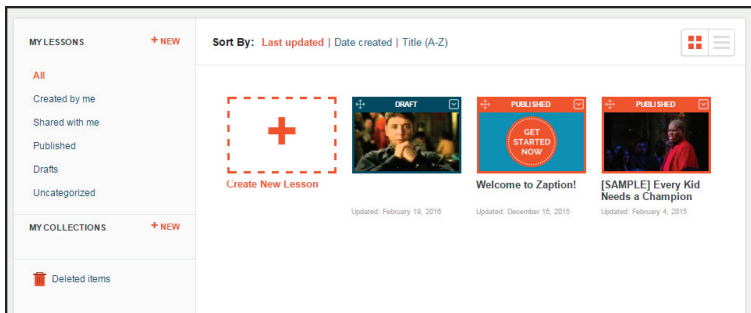 MY LESSONS
+ NEW
All
Created by me
Shared with me
Published
Drafts
Uncategorized
MY COLLECTIONS
+ NEW
Deleted items
Sort By: Last updated | Date created | Title (A-Z)
Create New Lesson
DRAFT
Updated: February 19, 2016
PUBLISHED
GET
STARTED
NOW
Welcome to Zaption!
Updated: December 16, 2015
PUBLISHED
[SAMPLE] Every Kid
Needs a Champion
Updated: February 4, 2015